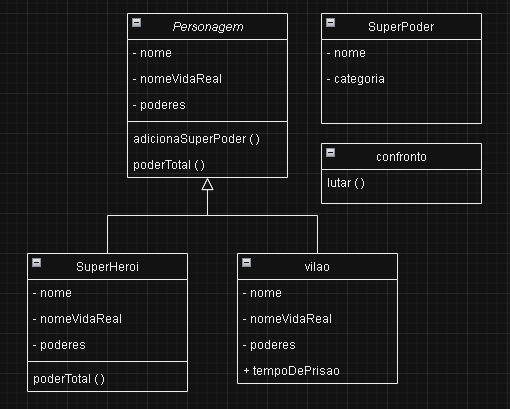 Personagem
- nome
- nomeVidaReal
- poderes
adicionaSuperPoder ( )
poderTotal ( )
SuperPoder
- nome
- categoria
confronto
lutar ( )
SuperHeroi
- nome
- nomeVidaReal
- poderes
poderTotal ( )
vilao
- nome
- nomeVidaReal
- poderes
+ tempoDePrisao